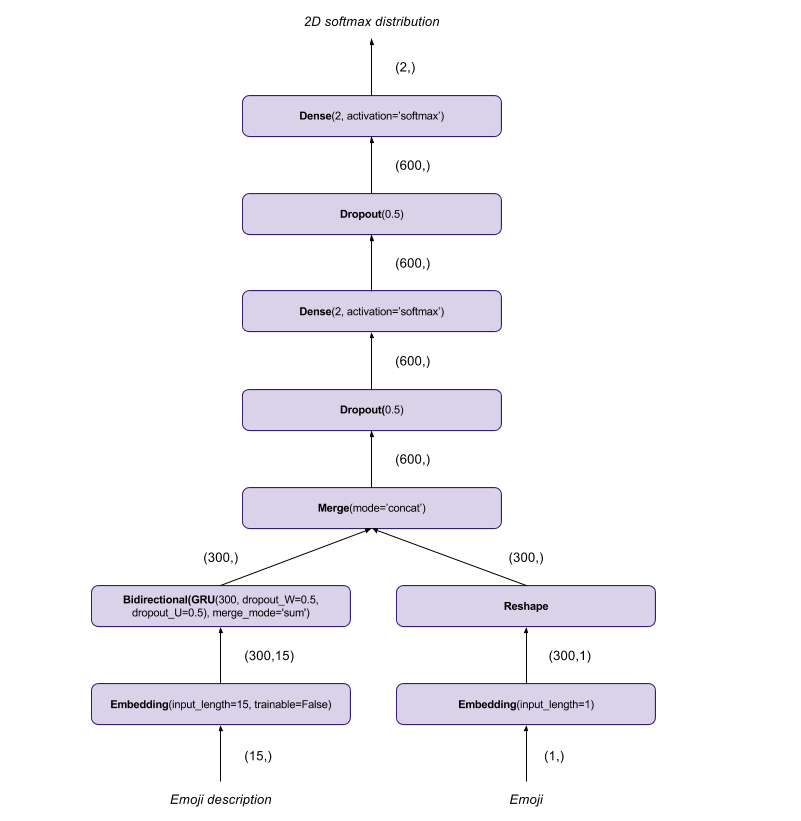 2D softmax distribution
(2,)
Dense(2, activation='softmax')
(600,)
Dropout(0.5)
(600,)
Dense(2, activation='softmax')
(600,)
Dropout(0.5)
(600,)
Merge(mode='concat')
(300,)
(300,)
Bidirectional(GRU(300, dropout_W=0.5,
dropout_U=0.5), merge_mode='sum')
Reshape
(300,15)
(300,1)
Embedding(input_length=15, trainable=False)
Embedding(input_length=1)
(15,)
(1,)
Emoji description
Emoji